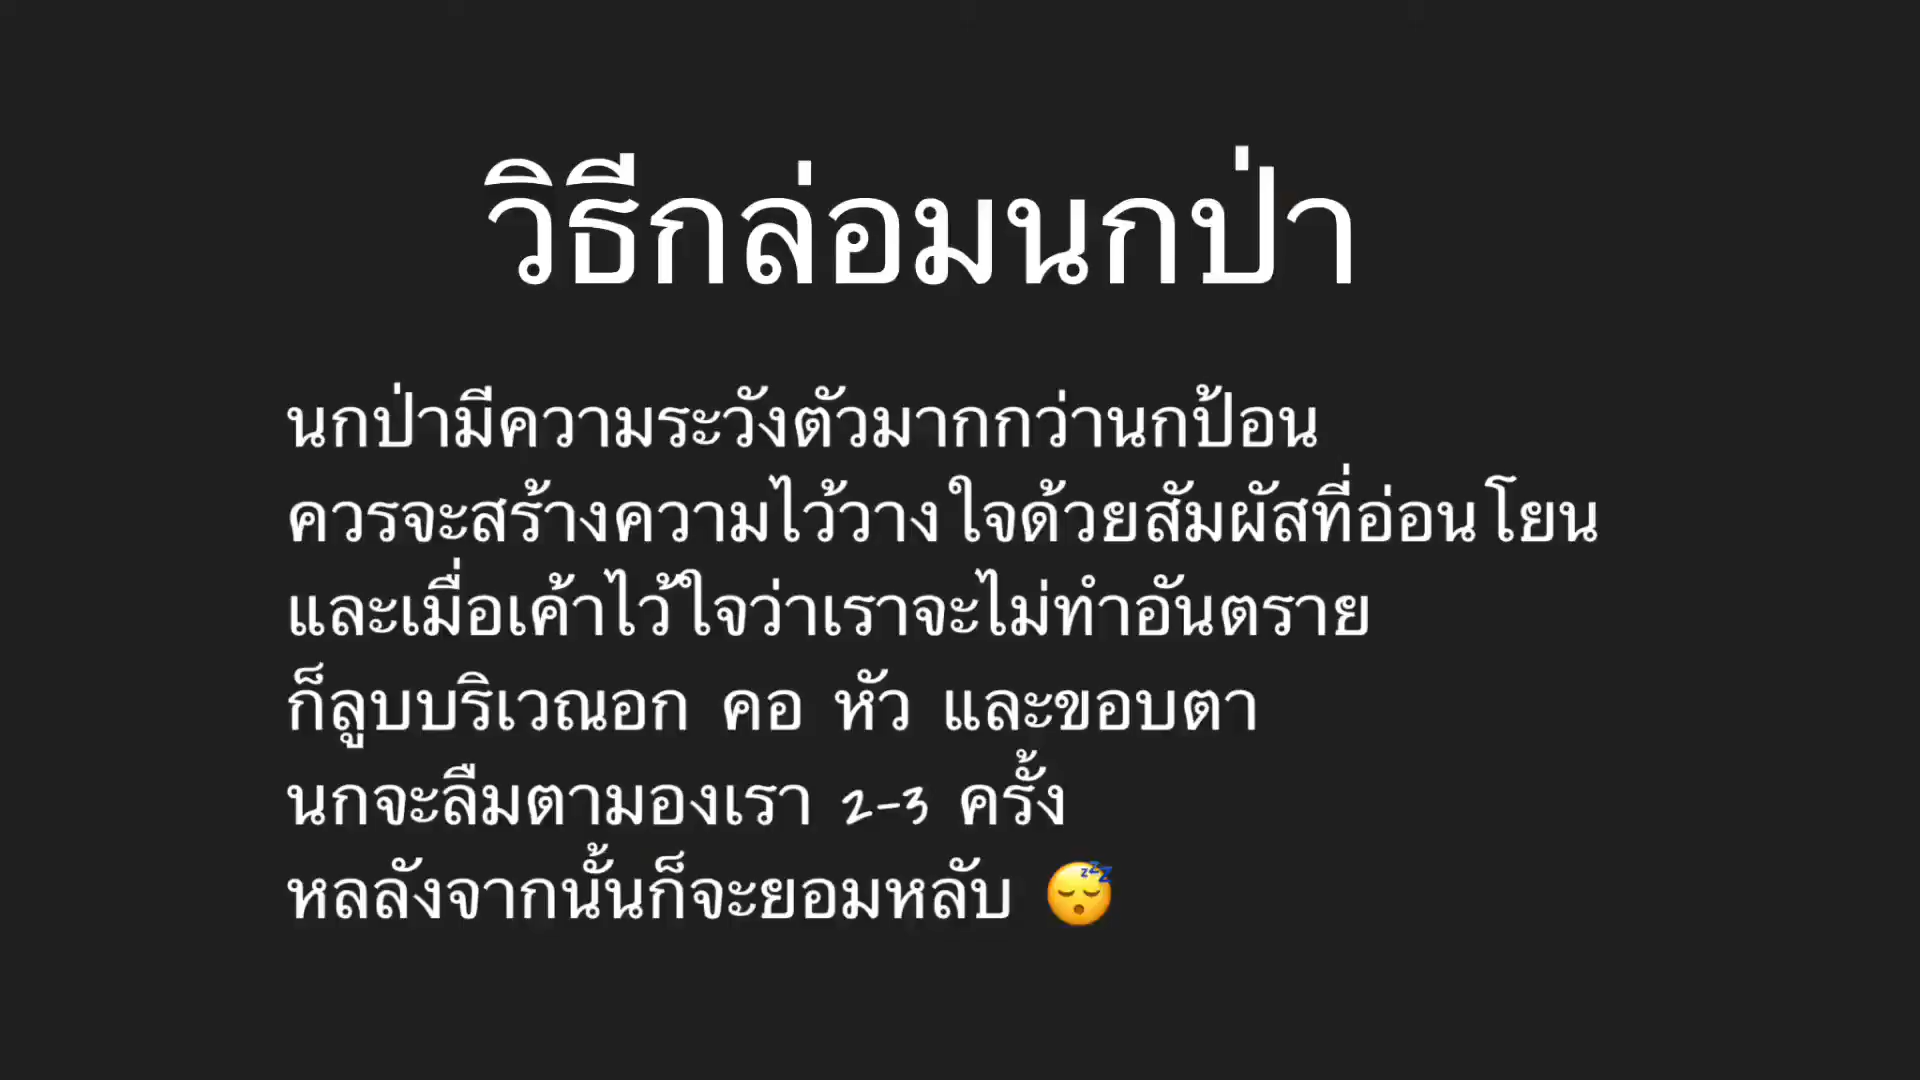 วิธีกล่อมนกป่า
นกป่ามีความระวังตัวมากกว่านกป้อน
ควรจะสร้างความไว้วางใจด้วยสัมผัสที่อ่อนโยน
และเมื่อเค้าไว้ใจว่าเราจะไม่ทำอันตราย
ก็ลูบบริเวณอก คอ หัว และขอบตา
นกจะลืมตามองเรา 2-3 ครั้ง
หลลังจากนั้นก็จะยอมหลับ 😴